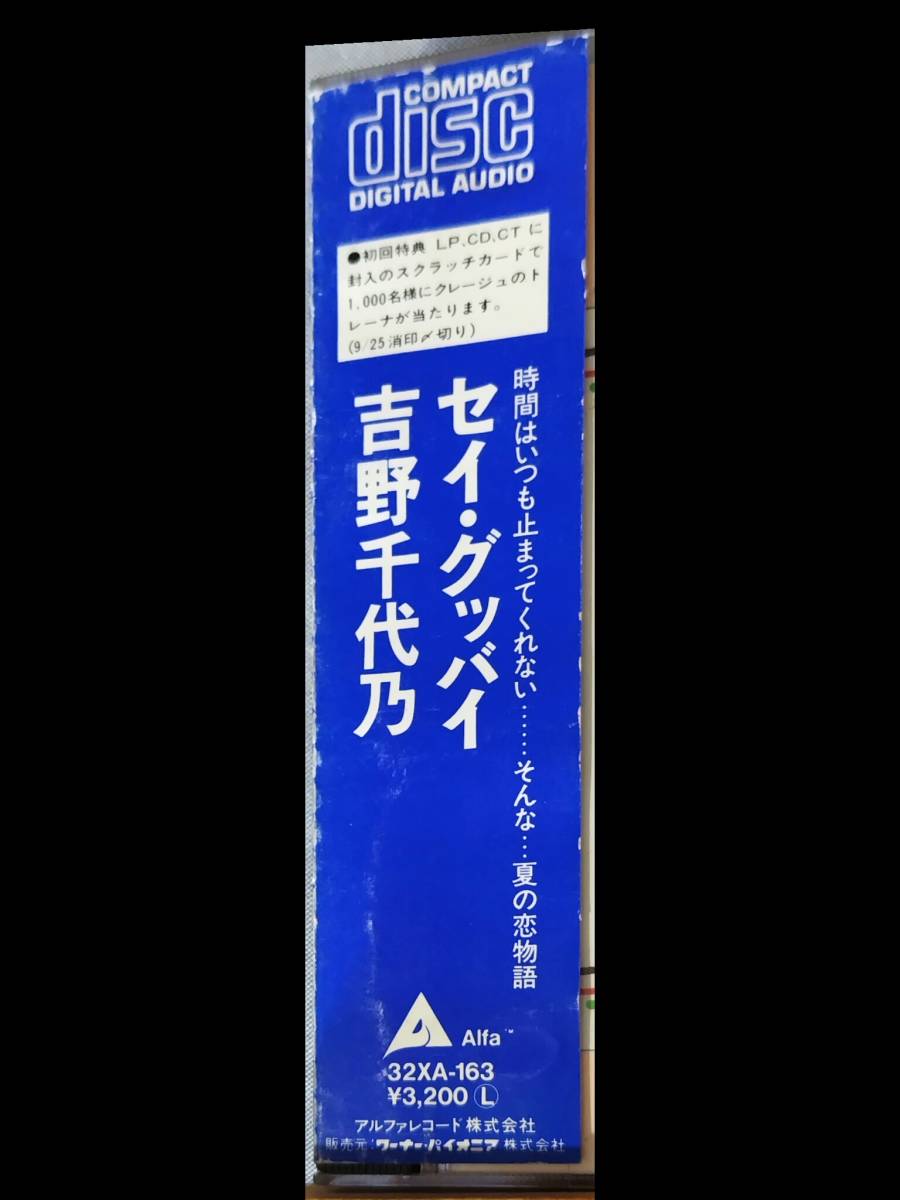 COMPACT
disc
DIGITAL AUDIO
●初回特典 LP、CD、CTに
封入のスクラッチカードで
1,000名様にクレージュのト
レーナが当たります。
(9/25消印〆切り)
時間はいつも止まってくれない……そんな…夏の恋物語
セイ・グッバイ
吉野千代乃
Alfa™
32XA-163
¥3,200 Ⓛ
アルファレコード株式会社
販売元:ワーナー・パイオニア株式会社